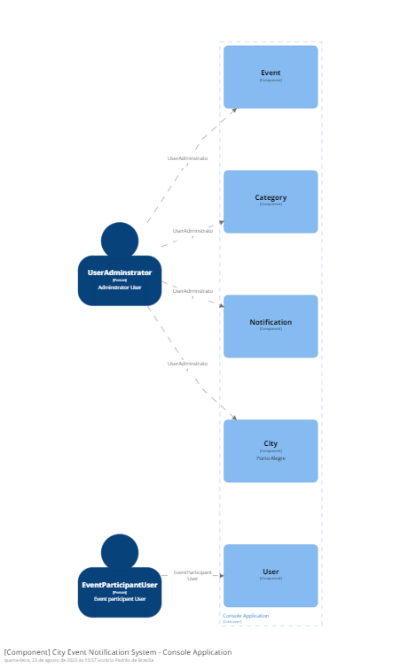 Event
[Component]
UserAdminstrato
r
Category
[Component]
UserAdminstrato
r
UserAdminstrator
[Person]
Adminstrator User
UserAdminstrato
r
Notification
[Component]
UserAdminstrato
r
City
[Component]
Porto Alegre
EventParticipantUser
[Person]
Event participant User
EventParticipant
User
User
[Component]
Console Application
[Container]
[Component] City Event Notification System - Console Application
quarta-feira, 23 de agosto de 2023 às 15:57 Horário Padrão de Brasília